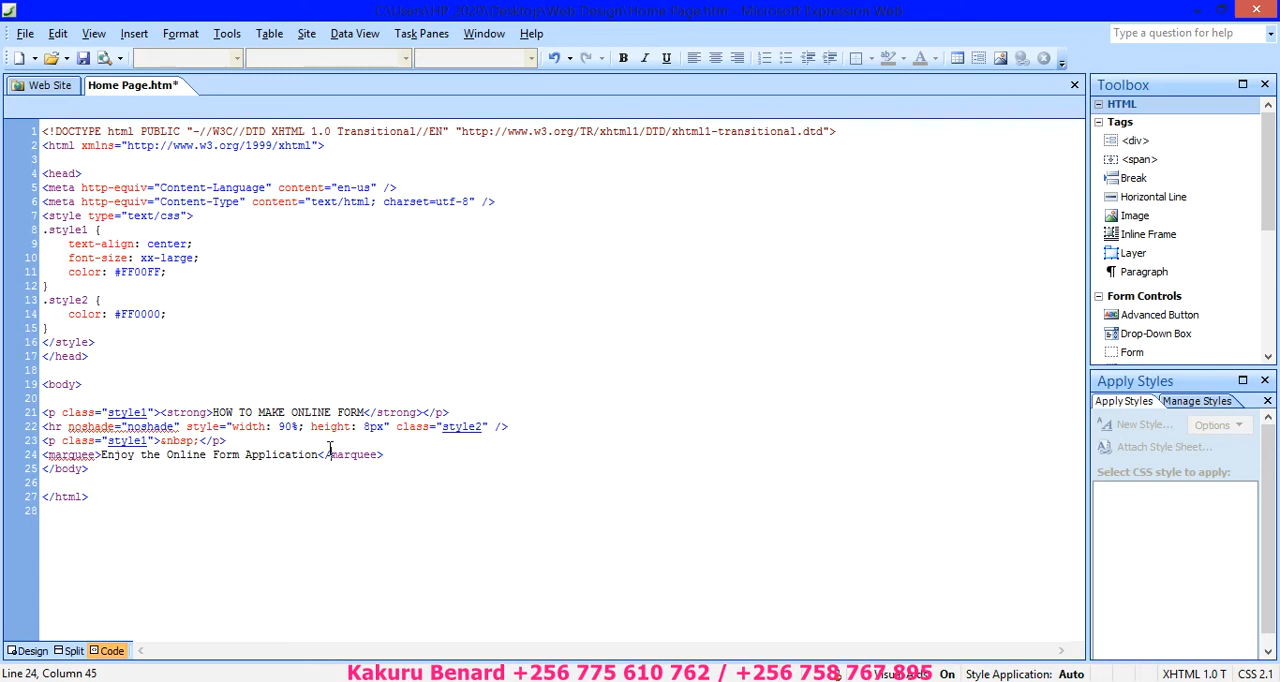 C:\Users\HP 2020\Desktop\Web Design\Home Page.htm - Microsoft Expression Web
File Edit View Insert Format Tools Table Site Data View Task Panes Window Help
Type a question for help
Web Site Home Page.htm*
Toolbox
HTML
Tags
<div>
<span>
Break
Horizontal Line
Image
Inline Frame
Layer
Paragraph
Form Controls
Advanced Button
Drop-Down Box
Form
1 <!DOCTYPE html PUBLIC "-//W3C//DTD XHTML 1.0 Transitional//EN" "http://www.w3.org/TR/xhtml1/DTD/xhtml1-transitional.dtd">
2 <html xmlns="http://www.w3.org/1999/xhtml">
3
4 <head>
5 <meta http-equiv="Content-Language" content="en-us" />
6 <meta http-equiv="Content-Type" content="text/html; charset=utf-8" />
7 <style type="text/css">
8 .style1 {
9 text-align: center;
10 font-size: xx-large;
11 color: #FF00FF;
12 }
13 .style2 {
14 color: #FF0000;
15 }
16 </style>
17 </head>
18
19 <body>
20
21 <p class="style1"><strong>HOW TO MAKE ONLINE FORM</strong></p>
22 <hr noshade="noshade" style="width: 90%; height: 8px" class="style2" />
23 <p class="style1">&nbsp;</p>
24 <marquee>Enjoy the Online Form Application</marquee>
25 </body>
26
27 </html>
28
Apply Styles
Apply Styles Manage Styles
New Style... Options
Attach Style Sheet...
Select CSS style to apply:
Design Split Code
Line 24, Column 45
Kakuru Benard +256 775 610 762 / +256 758 767 895
On Style Application: Auto XHTML 1.0 T CSS 2.1